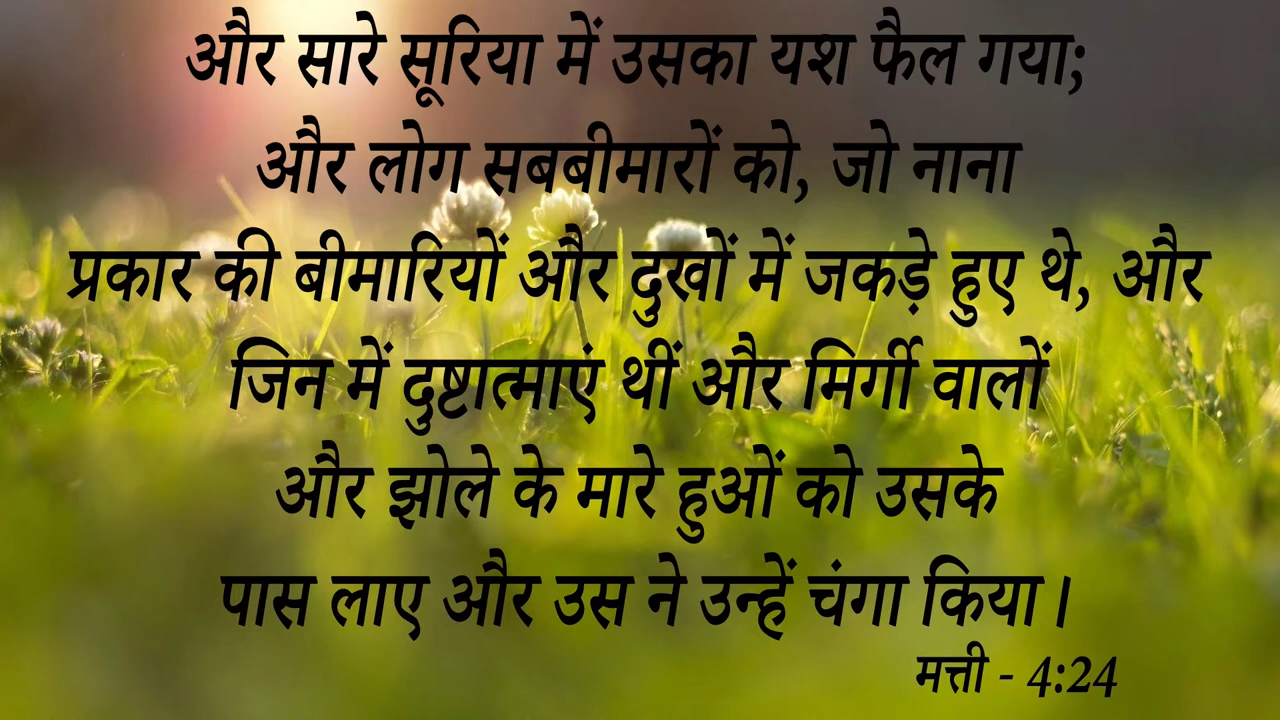 और सारे सूरिया में उसका यश फैल गया;
और लोग सबबीमारों को, जो नाना
प्रकार की बीमारियों और दुखों में जकड़े हुए थे, और
जिन में दुष्टात्माएं थीं और मिर्गी वालों
और झोले के मारे हुओं को उसके
पास लाए और उस ने उन्हें चंगा किया।
मत्ती - 4:24